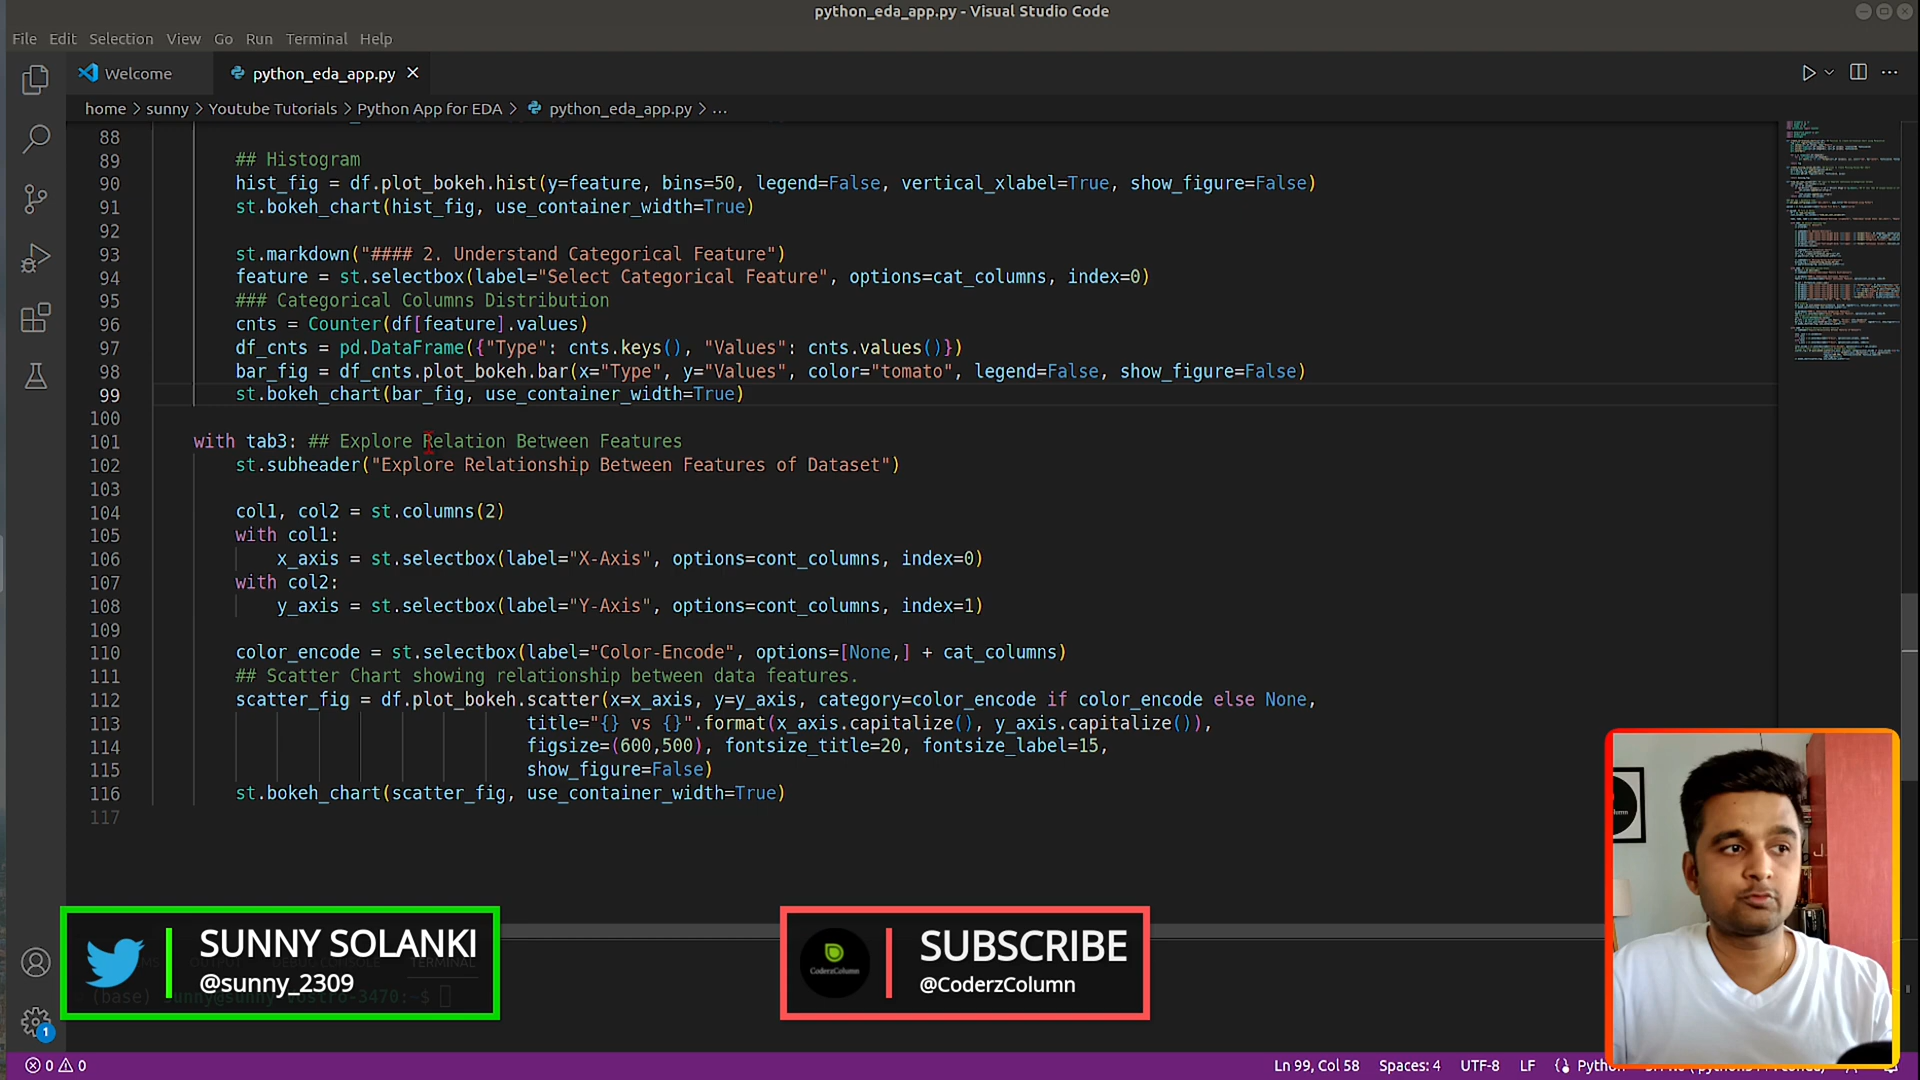 python_eda_app.py - Visual Studio Code
File Edit Selection View Go Run Terminal Help
Welcome python_eda_app.py
home > sunny > Youtube Tutorials > Python App for EDA > python_eda_app.py > ...
88
89 ## Histogram
90 hist_fig = df.plot_bokeh.hist(y=feature, bins=50, legend=False, vertical_xlabel=True, show_figure=False)
91 st.bokeh_chart(hist_fig, use_container_width=True)
92
93 st.markdown("#### 2. Understand Categorical Feature")
94 feature = st.selectbox(label="Select Categorical Feature", options=cat_columns, index=0)
95 ### Categorical Columns Distribution
96 cnts = Counter(df[feature].values)
97 df_cnts = pd.DataFrame({"Type": cnts.keys(), "Values": cnts.values()})
98 bar_fig = df_cnts.plot_bokeh.bar(x="Type", y="Values", color="tomato", legend=False, show_figure=False)
99 st.bokeh_chart(bar_fig, use_container_width=True)
100
101 with tab3: ## Explore Relation Between Features
102 st.subheader("Explore Relationship Between Features of Dataset")
103
104 col1, col2 = st.columns(2)
105 with col1:
106 x_axis = st.selectbox(label="X-Axis", options=cont_columns, index=0)
107 with col2:
108 y_axis = st.selectbox(label="Y-Axis", options=cont_columns, index=1)
109
110 color_encode = st.selectbox(label="Color-Encode", options=[None,] + cat_columns)
111 ## Scatter Chart showing relationship between data features.
112 scatter_fig = df.plot_bokeh.scatter(x=x_axis, y=y_axis, category=color_encode if color_encode else None,
113 title="{} vs {}".format(x_axis.capitalize(), y_axis.capitalize()),
114 figsize=(600,500), fontsize_title=20, fontsize_label=15,
115 show_figure=False)
116 st.bokeh_chart(scatter_fig, use_container_width=True)
117
SUNNY SOLANKI
@sunny_2309
TERMINAL
(base) sunny@sunny-Vostro-3470:~$
CoderzColumn
SUBSCRIBE
@CoderzColumn
1
0 0
Ln 99, Col 58 Spaces: 4 UTF-8 LF